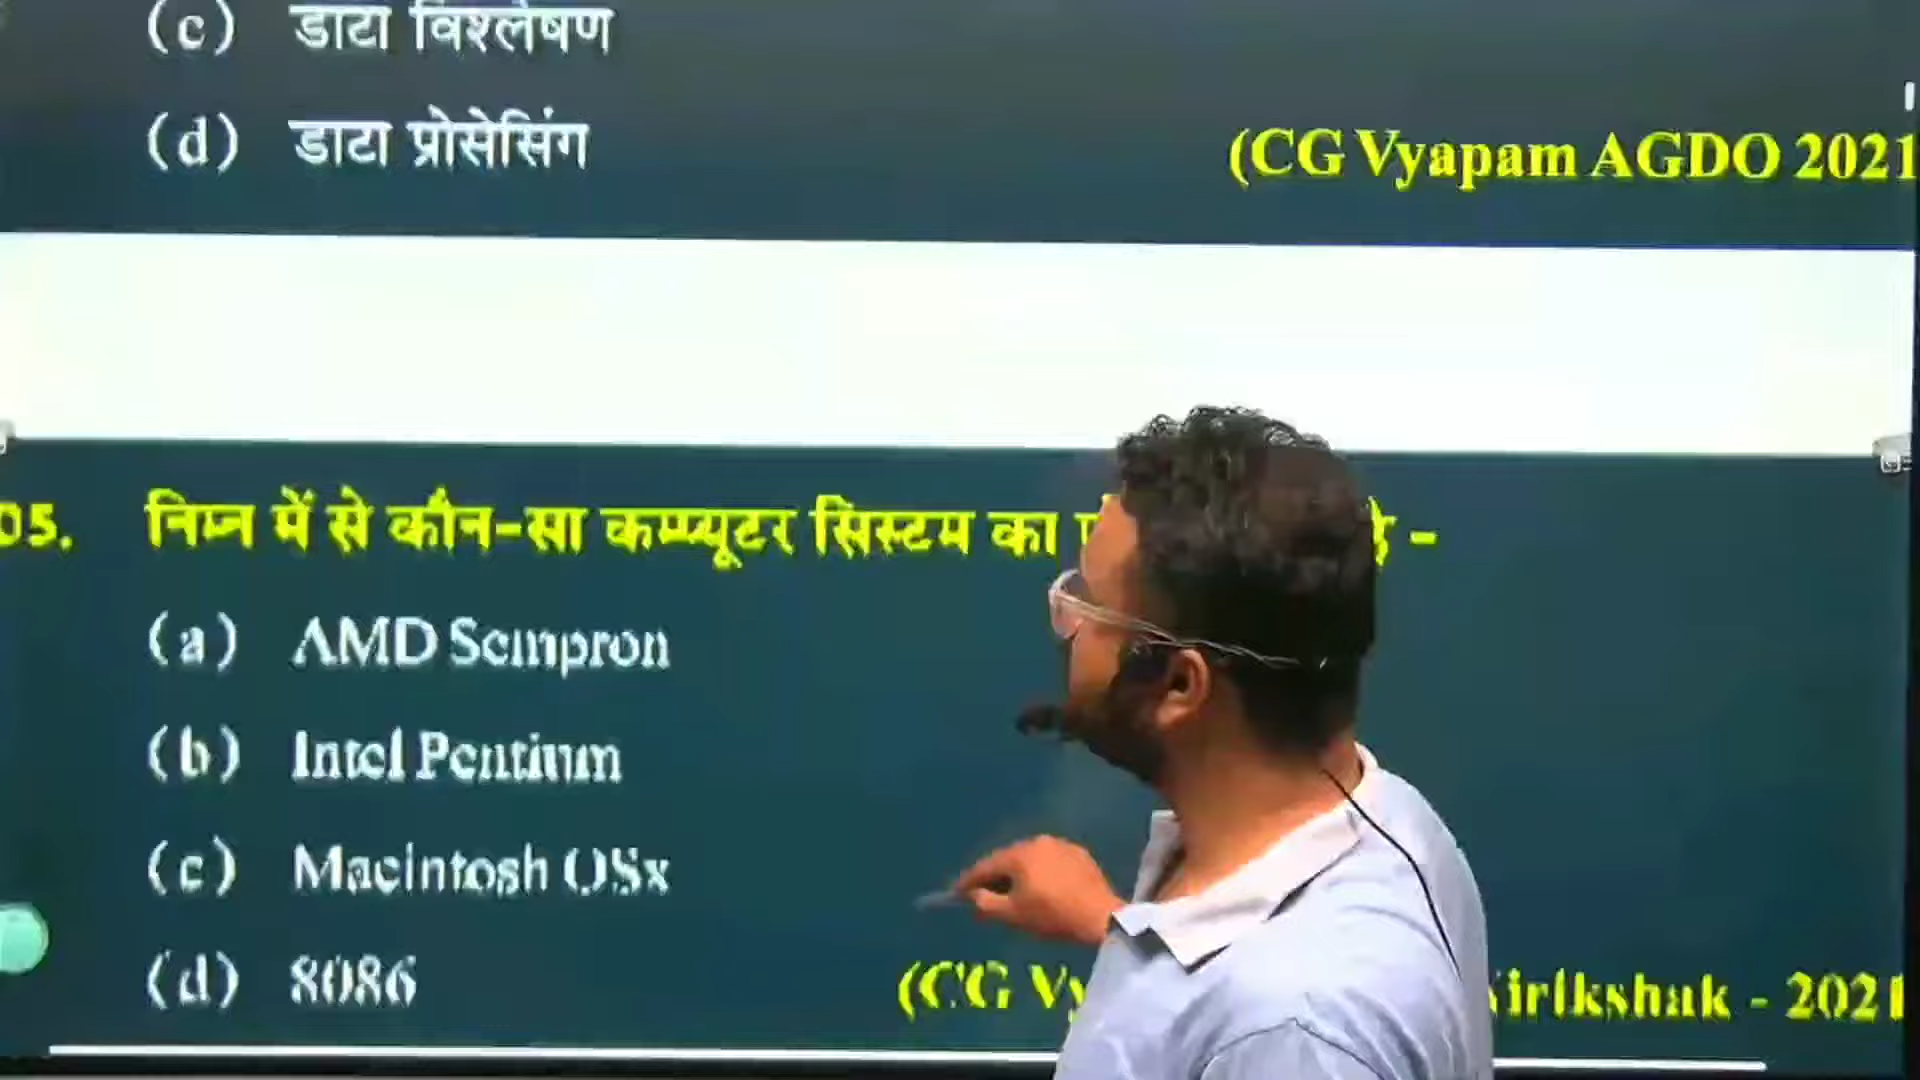 (c) डाटा विश्लेषण
(d) डाटा प्रोसेसिंग
(CG Vyapam AGDO 2021
05. निम्न में से कौन-सा कम्प्यूटर सिस्टम का है -
(a) AMD Sempron
(b) Intel Pentium
(c) Macintosh OSx
(d) 8086
(CG - 2021